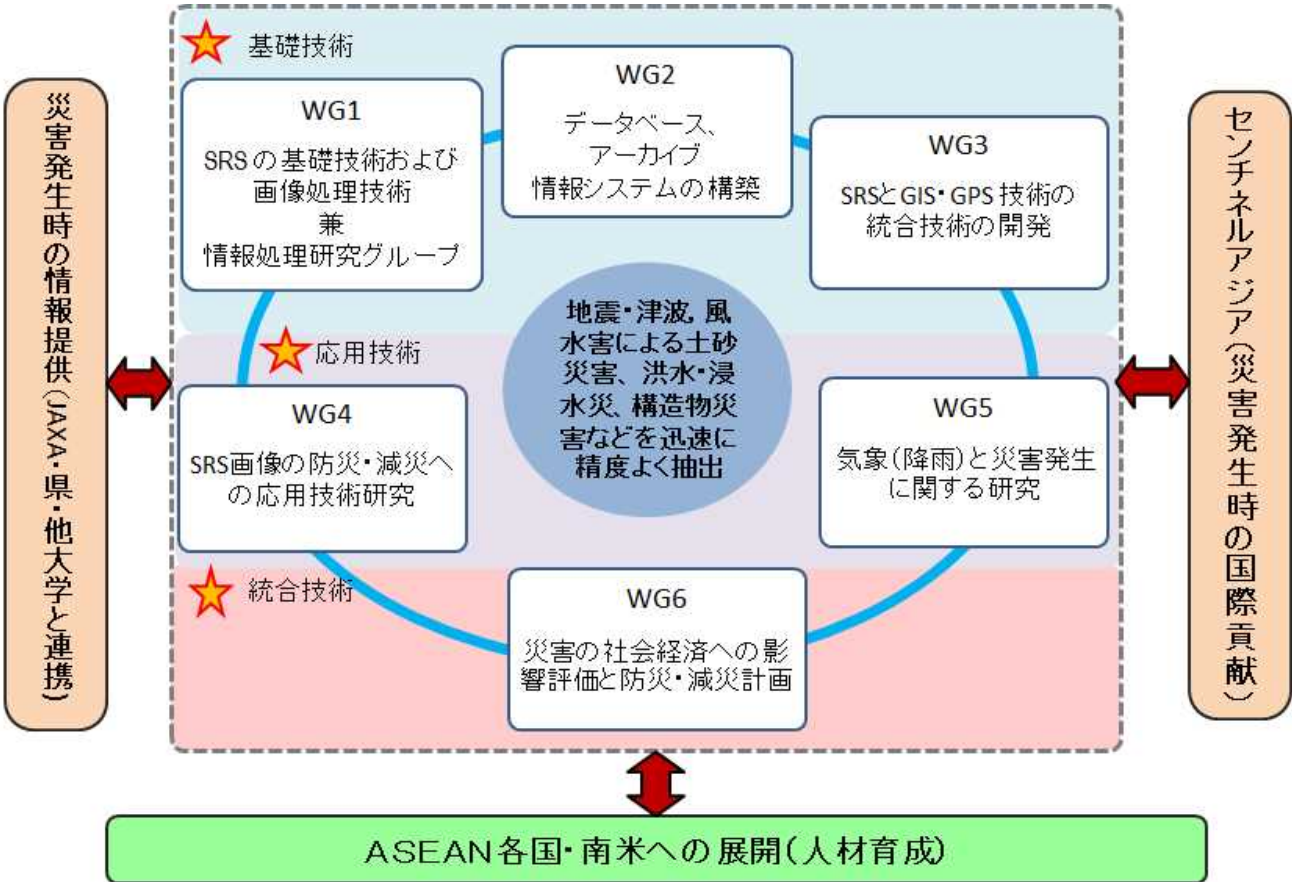 基礎技術
WG1
SRSの基礎技術および
画像処理技術
兼
情報処理研究グループ
WG2
データベース、
アーカイブ
情報システムの構築
WG3
SRSとGIS・GPS技術の
統合技術の開発
地震・津波,風
水害による土砂
災害、洪水・浸
水災、構造物災
害などを迅速に
精度よく抽出
応用技術
WG4
SRS画像の防災・減災へ
の応用技術研究
WG5
気象(降雨)と災害発生
に関する研究
統合技術
WG6
災害の社会経済への影
響評価と防災・減災計画
災害発生時の情報提供(JAXA・県・他大学と連携)
センチネルアジア(災害発生時の国際貢献)
ASEAN各国・南米への展開(人材育成)